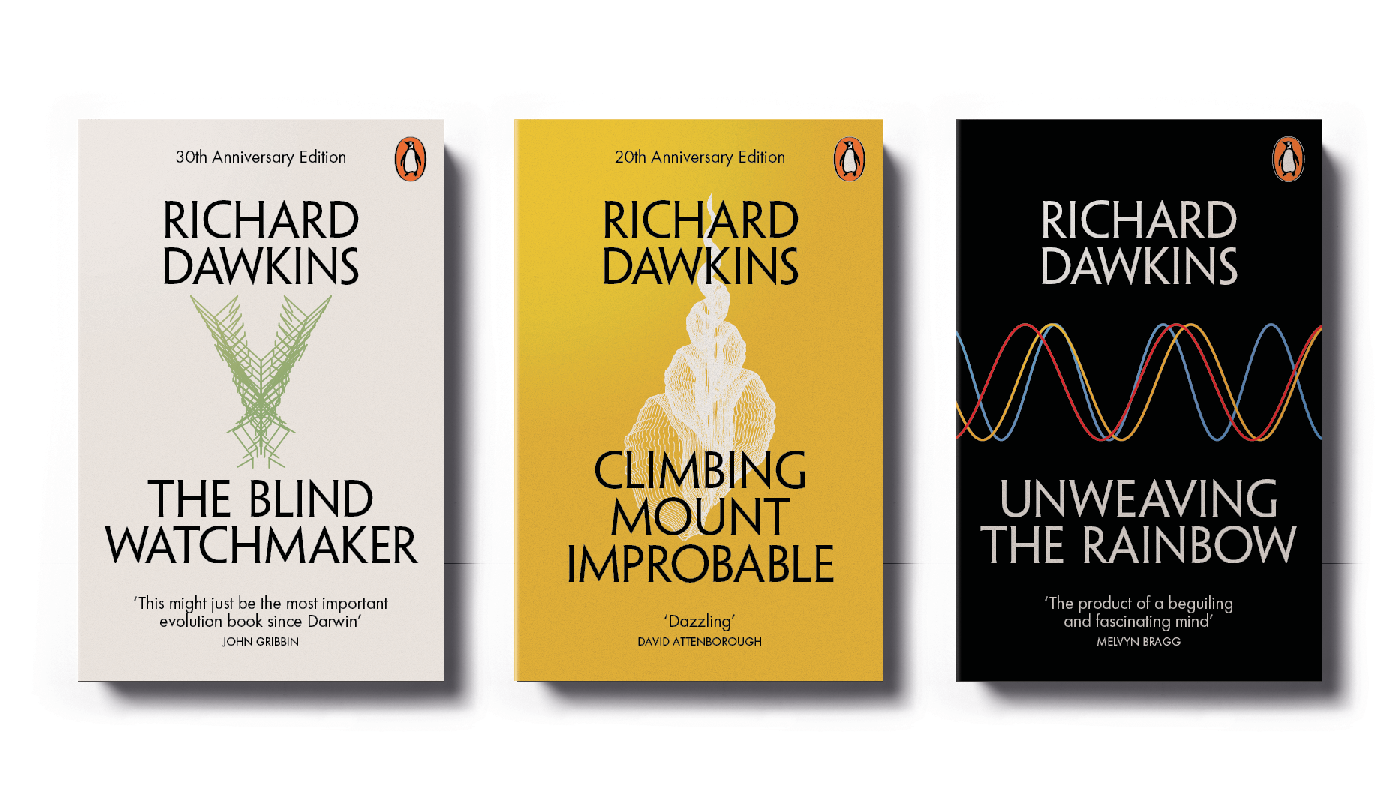 30th Anniversary Edition
RICHARD
DAWKINS
THE BLIND
WATCHMAKER
‘This might just be the most important
evolution book since Darwin’
JOHN GRIBBIN
20th Anniversary Edition
RICHARD
DAWKINS
CLIMBING
MOUNT
IMPROBABLE
‘Dazzling’
DAVID ATTENBOROUGH
RICHARD
DAWKINS
UNWEAVING
THE RAINBOW
‘The product of a beguiling
and fascinating mind’
MELVYN BRAGG